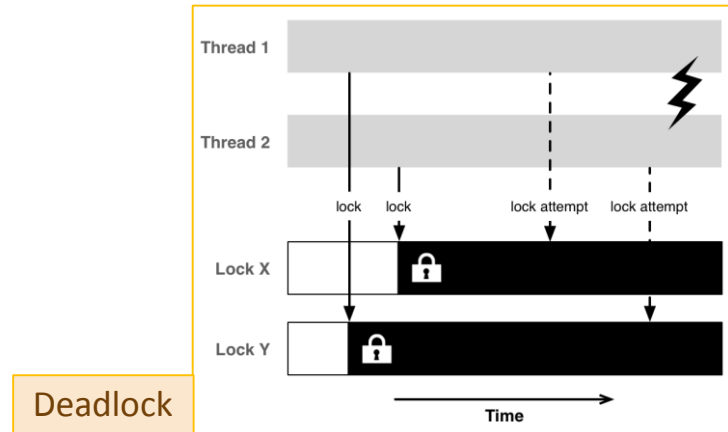 Thread 1
Thread 2
lock lock lock attempt lock attempt
Lock X
Lock Y
Deadlock
Time